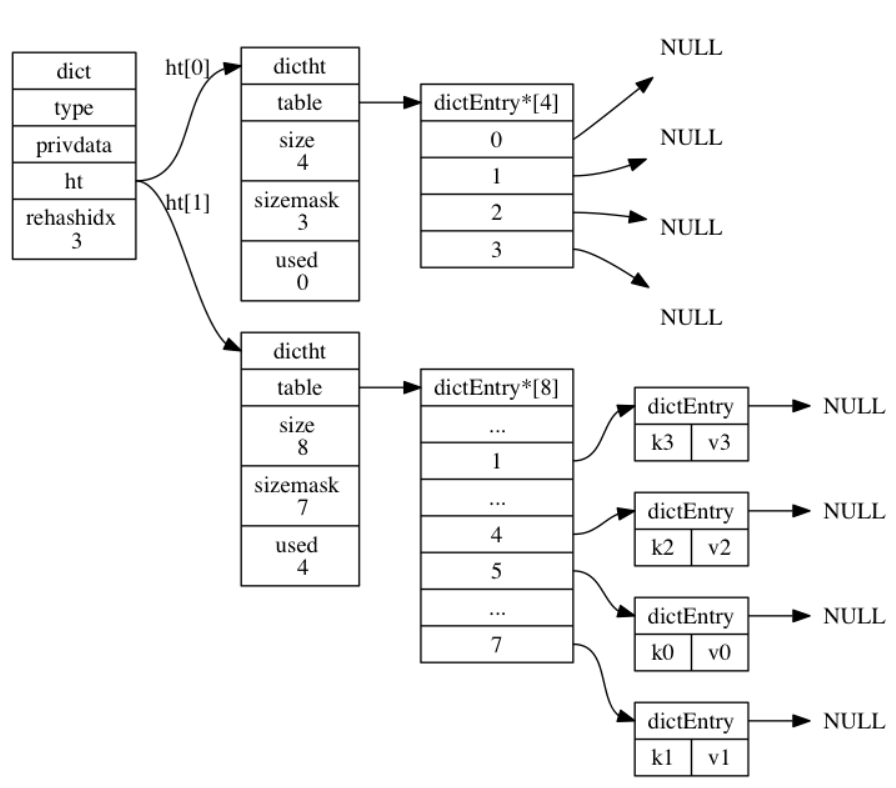 dict
type
privdata
ht
rehashidx
3
ht[0]
ht[1]
dictht
table
size
4
sizemask
3
used
0
dictEntry*[4]
0
1
2
3
NULL
NULL
NULL
NULL
dictht
table
size
8
sizemask
7
used
4
dictEntry*[8]
...
1
...
4
5
...
7
dictEntry
k3 v3
NULL
dictEntry
k2 v2
NULL
dictEntry
k0 v0
NULL
dictEntry
k1 v1
NULL